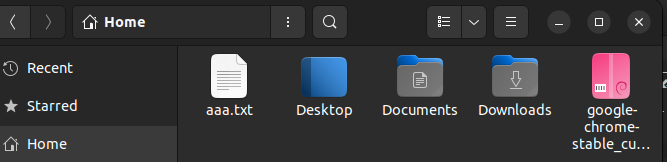 Home
Recent
Starred
Home
aaa.txt
Desktop
Documents
Downloads
google-
chrome-
stable_cu...